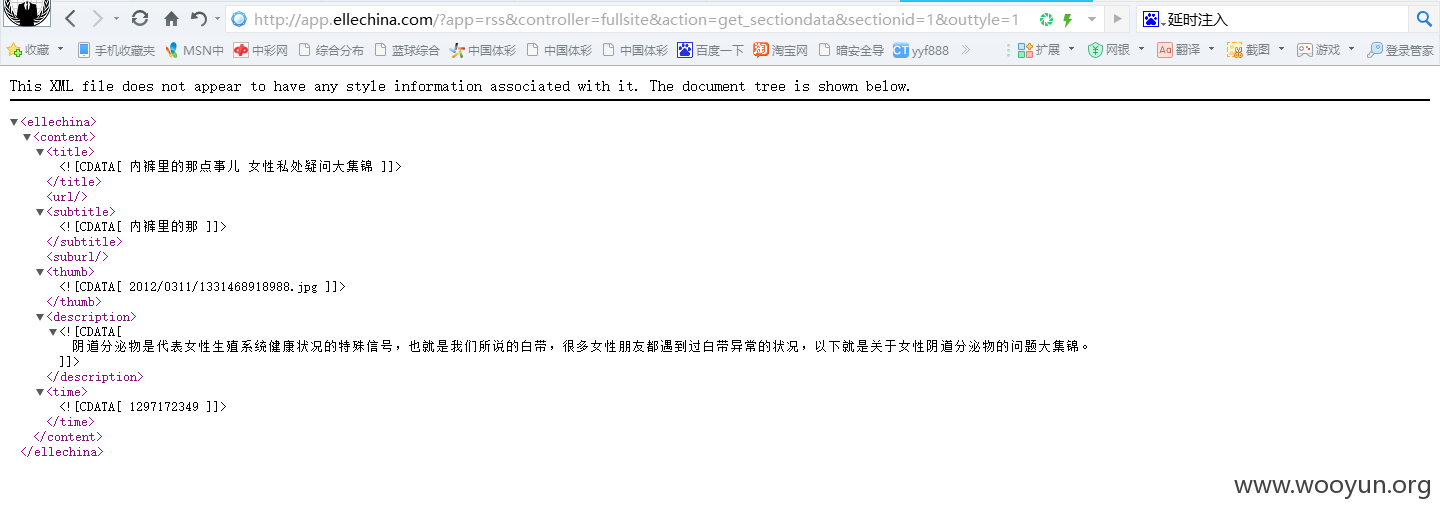 http://app.ellechina.com/?app=rss&controller=fullsite&action=get_sectiondata&sectionid=1&outtyle=1 延时注入
收藏 手机收藏夹 MSN中 中彩网 综合分布 蓝球综合 中国体彩 中国体彩 中国体彩 百度一下 淘宝网 暗安全导 yyf888 扩展 网银 翻译 截图 游戏 登录管家
This XML file does not appear to have any style information associated with it. The document tree is shown below.
▼<ellechina>
▼<content>
▼<title>
<![CDATA[ 内裤里的那点事儿 女性私处疑问大集锦 ]]>
</title>
<url/>
▼<subtitle>
<![CDATA[ 内裤里的那 ]]>
</subtitle>
<suburl/>
▼<thumb>
<![CDATA[ 2012/0311/1331468918988.jpg ]]>
</thumb>
▼<description>
▼<![CDATA[
阴道分泌物是代表女性生殖系统健康状况的特殊信号，也就是我们所说的白带，很多女性朋友都遇到过白带异常的状况，以下就是关于女性阴道分泌物的问题大集锦。
]]>
</description>
▼<time>
<![CDATA[ 1297172349 ]]>
</time>
</content>
</ellechina>
www.wooyun.org